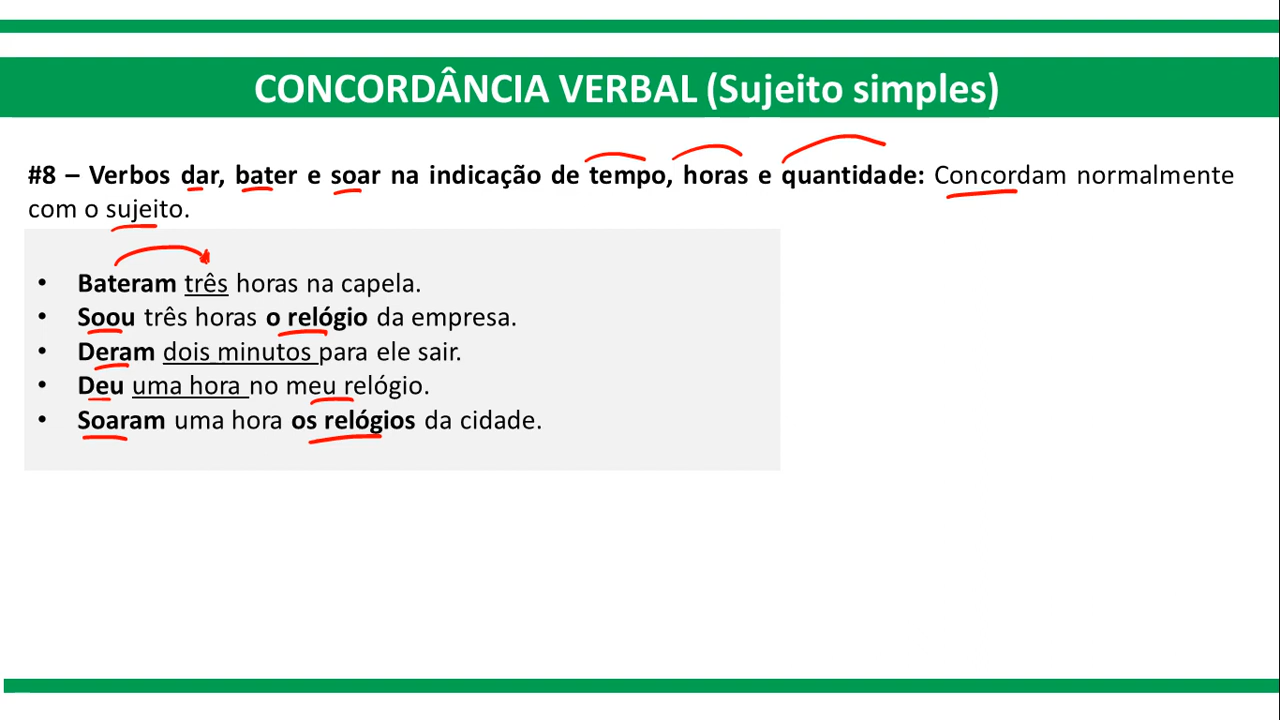 CONCORDÂNCIA VERBAL (Sujeito simples)
#8 – Verbos dar, bater e soar na indicação de tempo, horas e quantidade: Concordam normalmente
com o sujeito.
• Bateram três horas na capela.
• Soou três horas o relógio da empresa.
• Deram dois minutos para ele sair.
• Deu uma hora no meu relógio.
• Soaram uma hora os relógios da cidade.